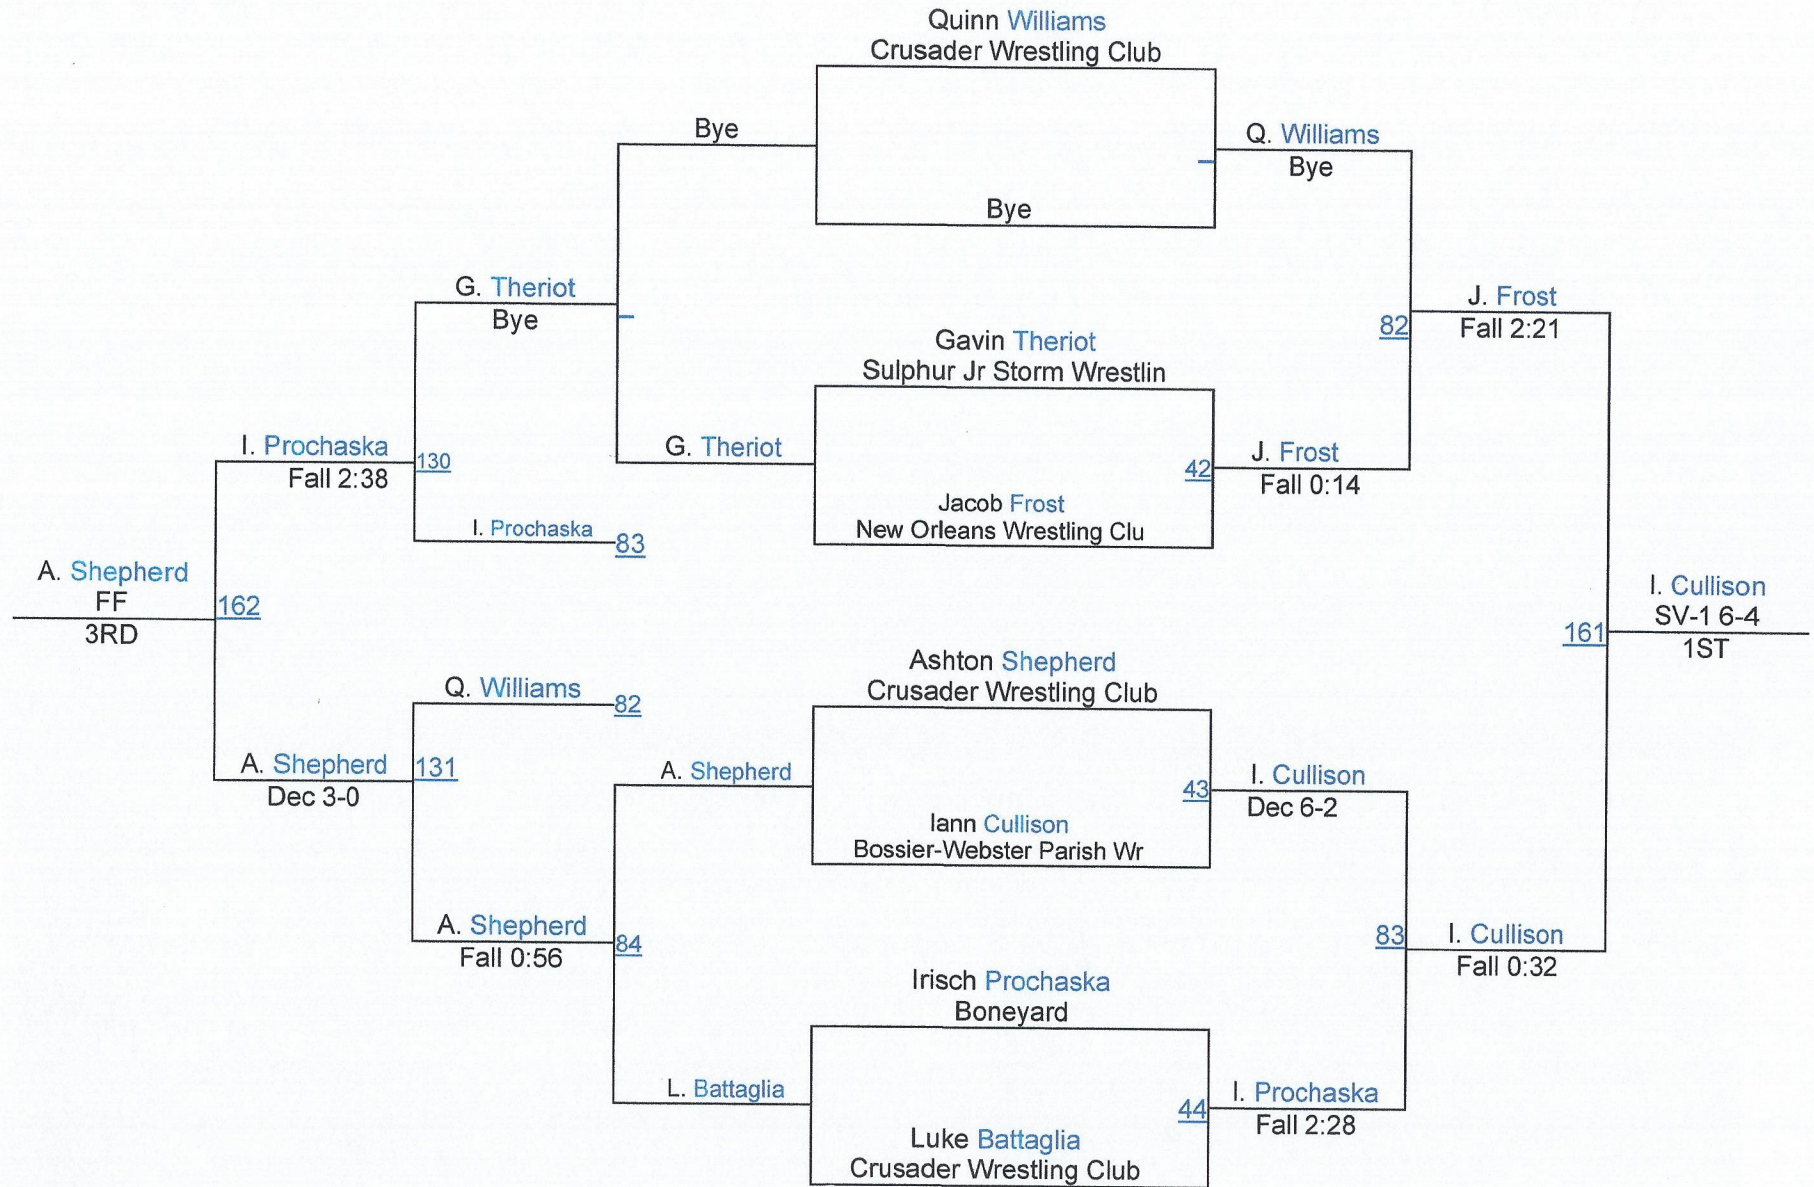 Quinn Williams
Crusader Wrestling Club
Bye
Q. Williams
Bye
Bye
G. Theriot
Bye
J. Frost
Fall 2:21
82
Gavin Theriot
Sulphur Jr Storm Wrestlin
I. Prochaska
Fall 2:38
130
G. Theriot
42
J. Frost
Fall 0:14
Jacob Frost
New Orleans Wrestling Clu
I. Prochaska
83
A. Shepherd
FF
3RD
162
I. Cullison
SV-1 6-4
1ST
161
Ashton Shepherd
Crusader Wrestling Club
Q. Williams
82
A. Shepherd
Dec 3-0
131
A. Shepherd
43
I. Cullison
Dec 6-2
Iann Cullison
Bossier-Webster Parish Wr
A. Shepherd
Fall 0:56
84
83
I. Cullison
Fall 0:32
Irisch Prochaska
Boneyard
L. Battaglia
44
I. Prochaska
Fall 2:28
Luke Battaglia
Crusader Wrestling Club